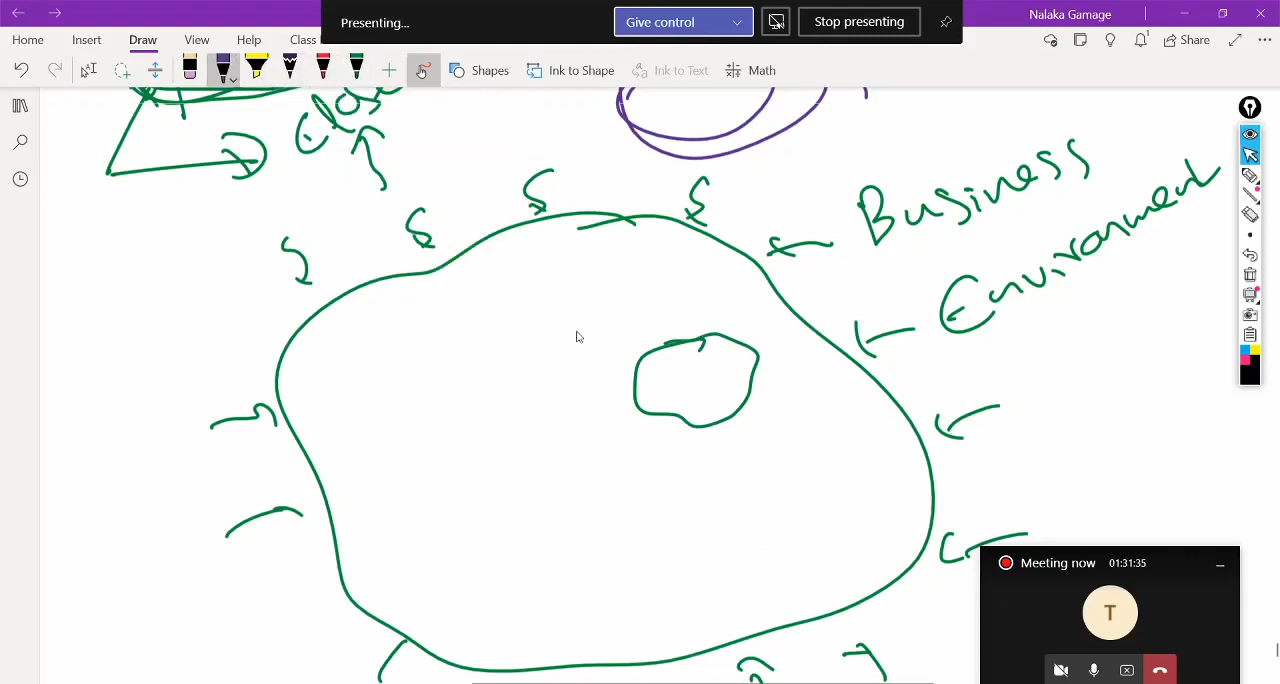 Presenting...
Give control
Stop presenting
Nalaka Gamage
Home Insert Draw View Help Class
Share
Shapes
Ink to Shape
Ink to Text
Math
Business
Environment
Meeting now 01:31:35
T